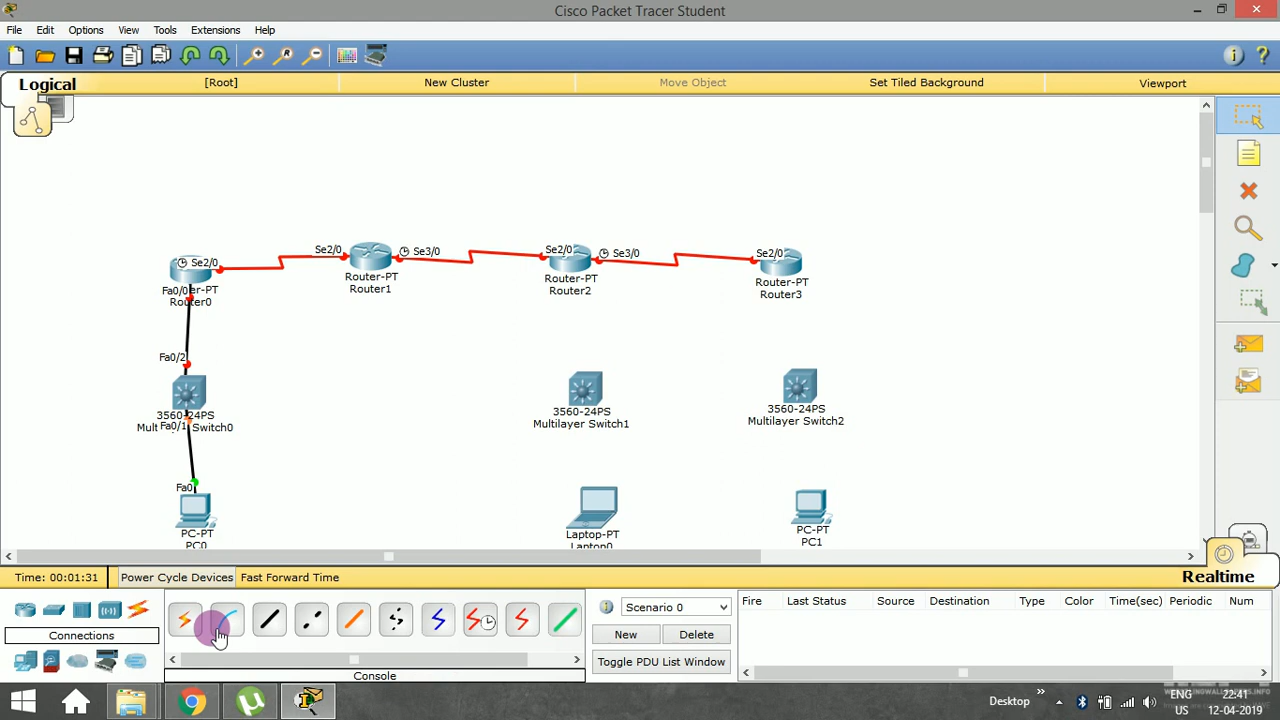 Cisco Packet Tracer Student
File Edit Options View Tools Extensions Help
Logical [Root] New Cluster Move Object Set Tiled Background Viewport
Se2/0 Se2/0 Se3/0 Se2/0 Se3/0 Se2/0
Router-PT
Router1
Router-PT
Router2
Router-PT
Router3
Fa0/0
Router0
Fa0/2
3560-24PS
Switch0
Fa0/1
3560-24PS
Multilayer Switch1
3560-24PS
Multilayer Switch2
Fa0
PC-PT
PC0
Laptop-PT
Laptop0
PC-PT
PC1
Time: 00:01:31 Power Cycle Devices Fast Forward Time Realtime
Connections
Console
Scenario 0
New Delete
Toggle PDU List Window
Fire Last Status Source Destination Type Color Time(sec) Periodic Num
Desktop
ENG
US
22:41
12-04-2019